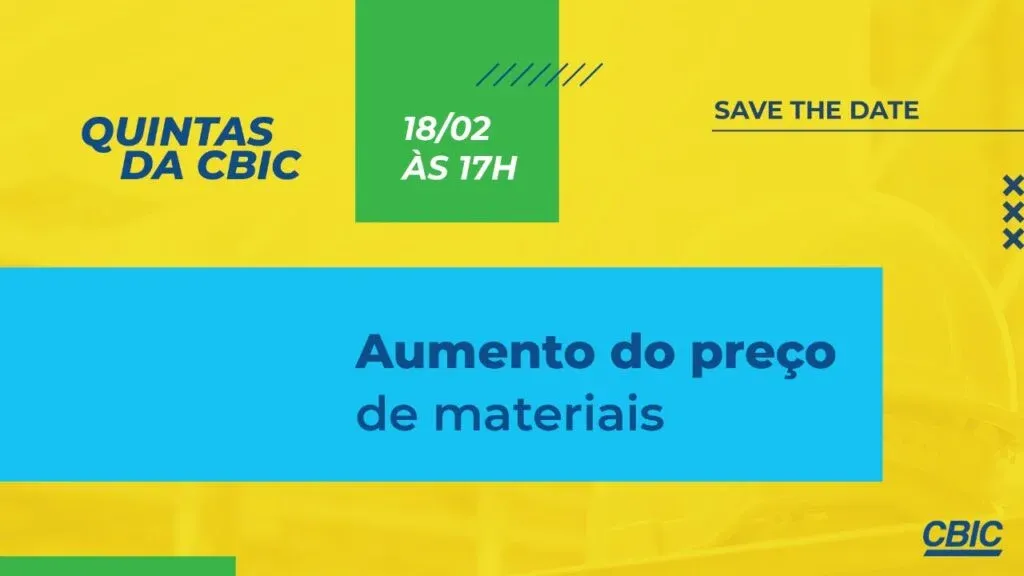 QUINTAS
DA CBIC
18/02
ÀS 17H
SAVE THE DATE
Aumento do preço
de materiais
CBIC